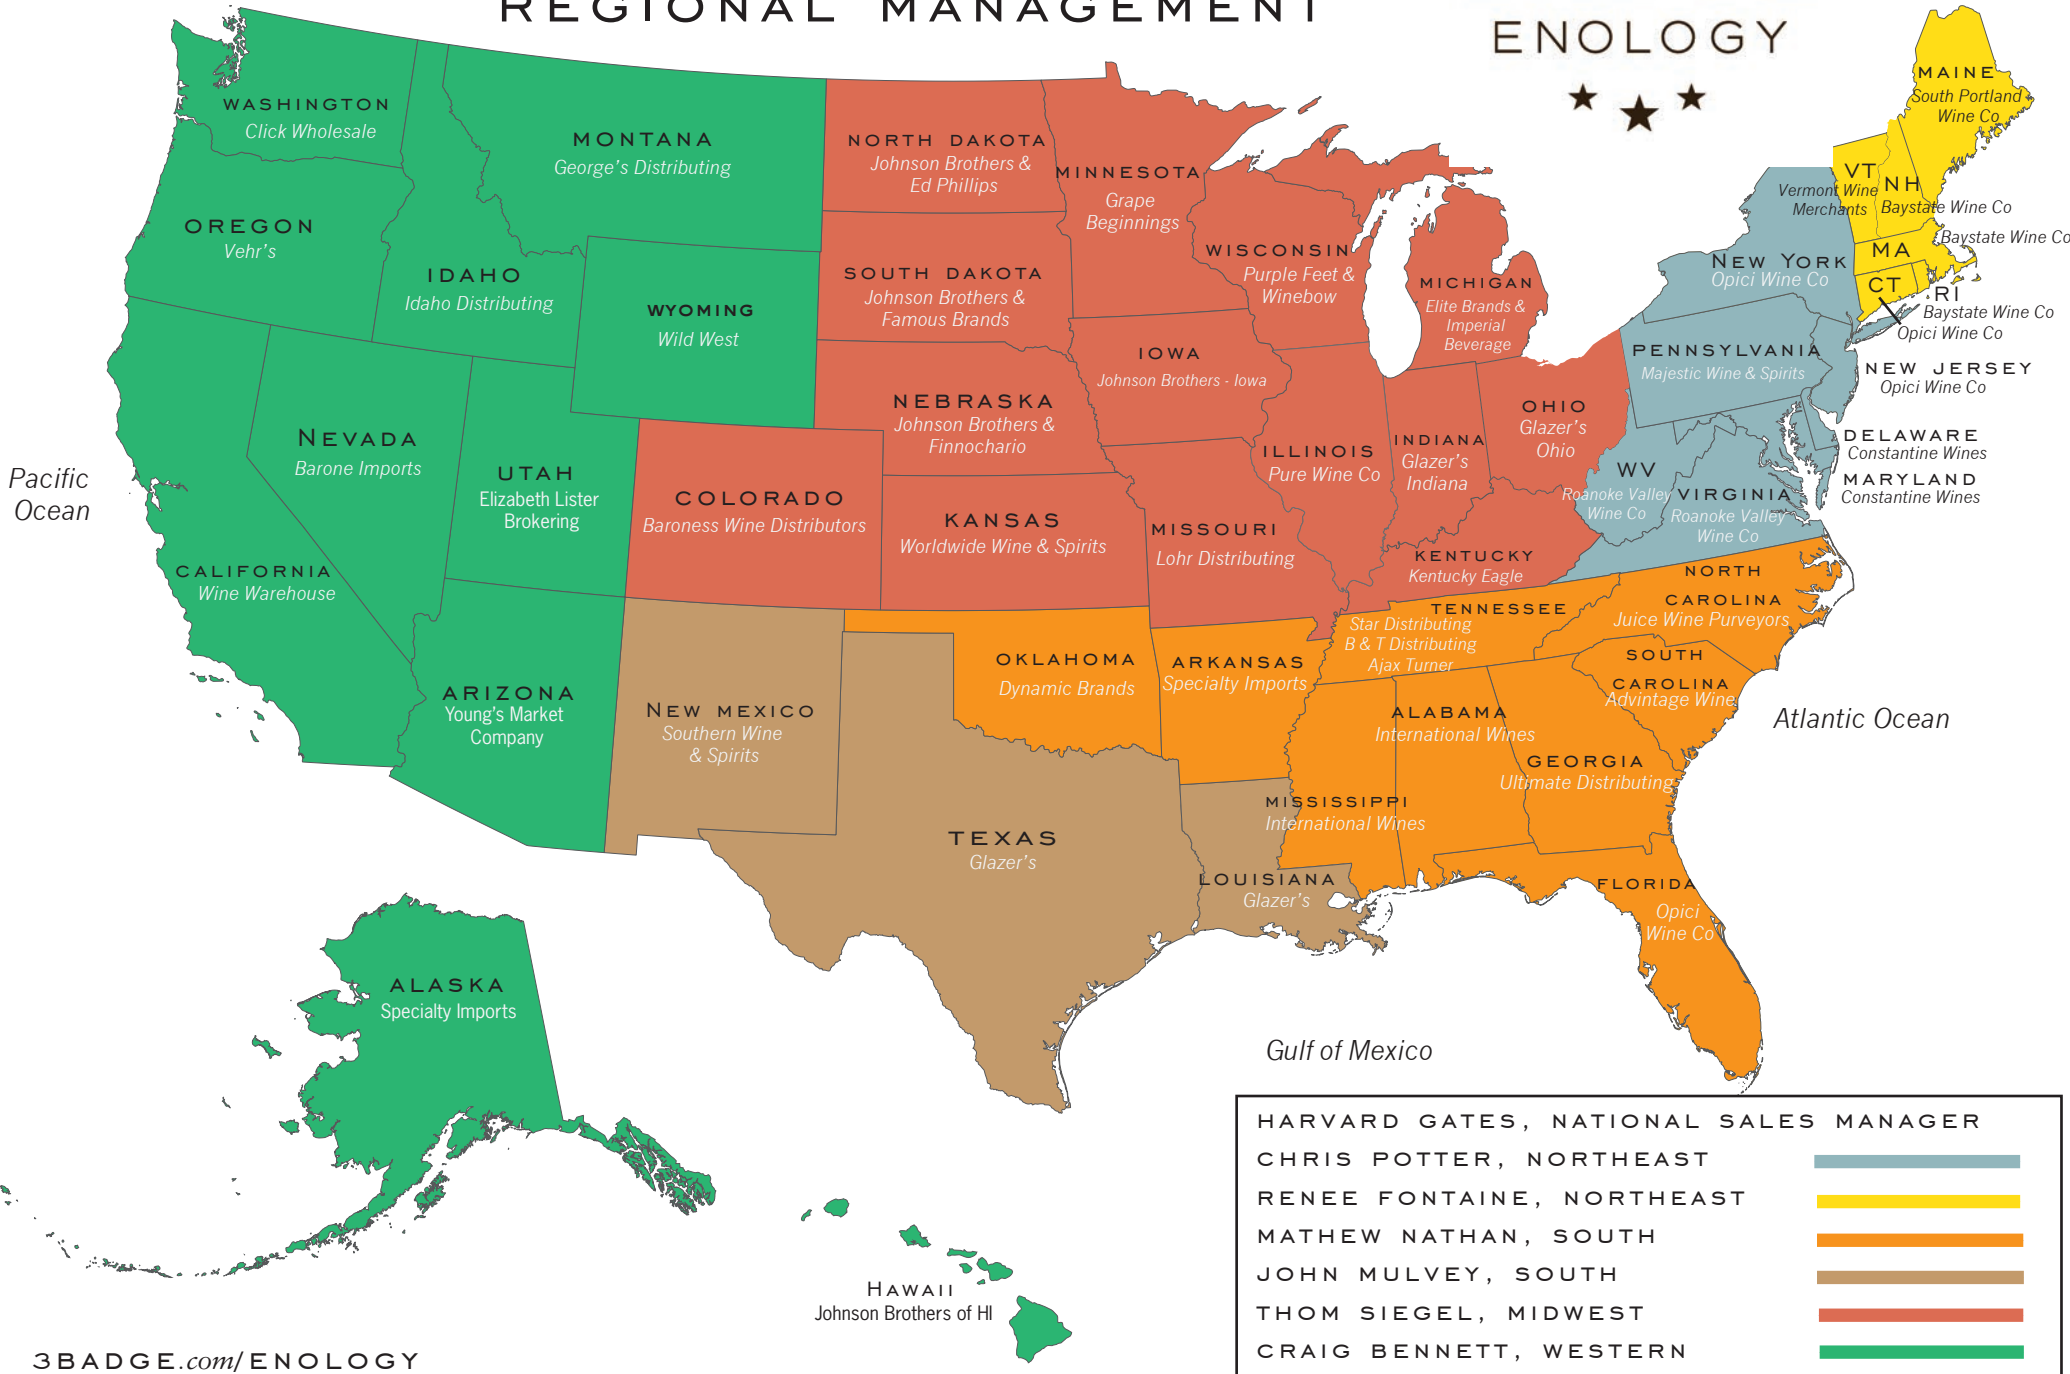 REGIONAL MANAGEMENT
ENOLOGY
WASHINGTON
Click Wholesale
OREGON
Vehr's
IDAHO
Idaho Distributing
MONTANA
George's Distributing
WYOMING
Wild West
NEVADA
Barone Imports
UTAH
Elizabeth Lister
Brokering
CALIFORNIA
Wine Warehouse
ARIZONA
Young's Market
Company
Pacific
Ocean
NORTH DAKOTA
Johnson Brothers &
Ed Phillips
SOUTH DAKOTA
Johnson Brothers &
Famous Brands
NEBRASKA
Johnson Brothers &
Finnochario
COLORADO
Baroness Wine Distributors
KANSAS
Worldwide Wine & Spirits
MINNESOTA
Grape
Beginnings
WISCONSIN
Purple Feet &
Winebow
MICHIGAN
Elite Brands &
Imperial
Beverage
IOWA
Johnson Brothers - Iowa
ILLINOIS
Pure Wine Co
INDIANA
Glazer's
Indiana
OHIO
Glazer's
Ohio
MISSOURI
Lohr Distributing
KENTUCKY
Kentucky Eagle
MAINE
South Portland
Wine Co
VT
Vermont Wine
Merchants
NH
Baystate Wine Co
MA
Baystate Wine Co
CT
Opici Wine Co
RI
Baystate Wine Co
NEW YORK
Opici Wine Co
PENNSYLVANIA
Majestic Wine & Spirits
NEW JERSEY
Opici Wine Co
DELAWARE
Constantine Wines
MARYLAND
Constantine Wines
WV
Roanoke Valley
Wine Co
VIRGINIA
Roanoke Valley
Wine Co
NEW MEXICO
Southern Wine
& Spirits
TEXAS
Glazer's
LOUISIANA
Glazer's
OKLAHOMA
Dynamic Brands
ARKANSAS
Specialty Imports
TENNESSEE
Star Distributing
B & T Distributing
Ajax Turner
NORTH
CAROLINA
Juice Wine Purveyors
SOUTH
CAROLINA
Advintage Wine
ALABAMA
International Wines
MISSISSIPPI
International Wines
GEORGIA
Ultimate Distributing
FLORIDA
Opici
Wine Co
Atlantic Ocean
Gulf of Mexico
ALASKA
Specialty Imports
HAWAII
Johnson Brothers of HI
HARVARD GATES, NATIONAL SALES MANAGER
CHRIS POTTER, NORTHEAST
RENEE FONTAINE, NORTHEAST
MATHEW NATHAN, SOUTH
JOHN MULVEY, SOUTH
THOM SIEGEL, MIDWEST
CRAIG BENNETT, WESTERN
3BADGE.com/ENOLOGY